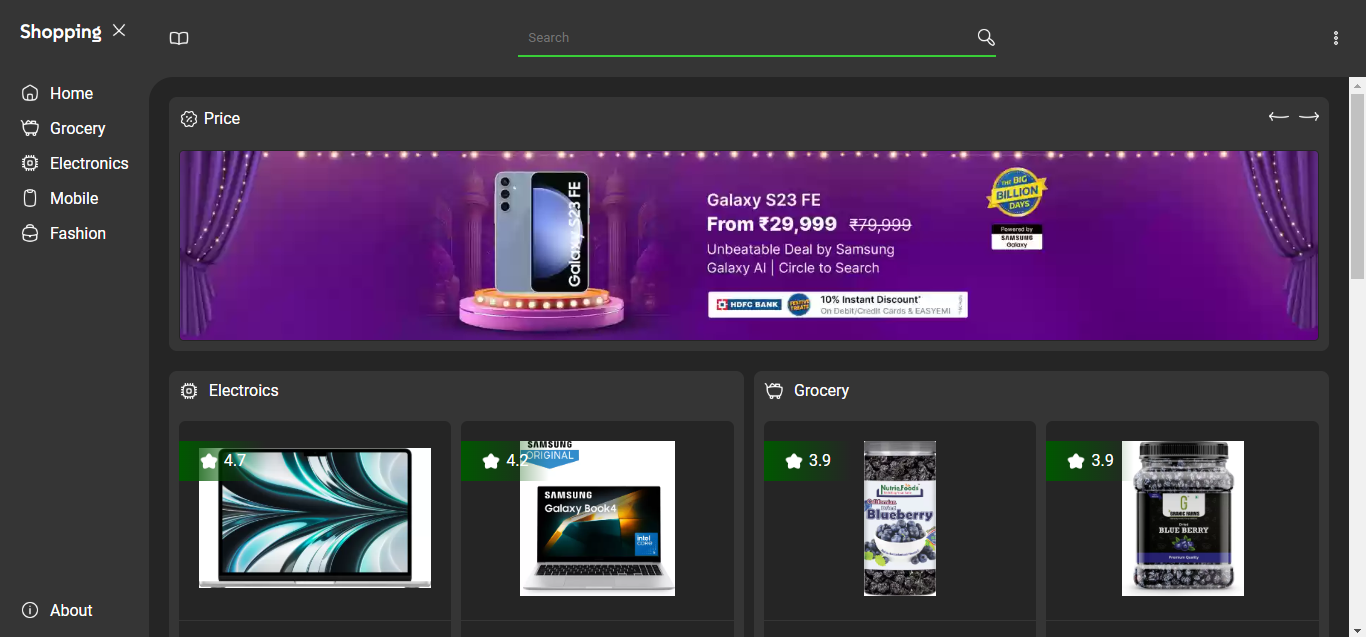 Shopping
Search
Home
Grocery
Electronics
Mobile
Fashion
About
Price
Galaxy S23 FE
Galaxy S23 FE
From ₹29,999 ₹79,999
Unbeatable Deal by Samsung
Galaxy AI | Circle to Search
HDFC BANK
FESTIVE TREATS
10% Instant Discount*
On Debit/Credit Cards & EASYEMI
THE BIG
BILLION
DAYS
Powered by
SAMSUNG
Galaxy
Electroics
4.7
4.2
SAMSUNG
ORIGINAL
SAMSUNG
Galaxy Book4
intel
CORE
Grocery
3.9
Blueberry
3.9
G
BLUE BERRY
Premium Quality